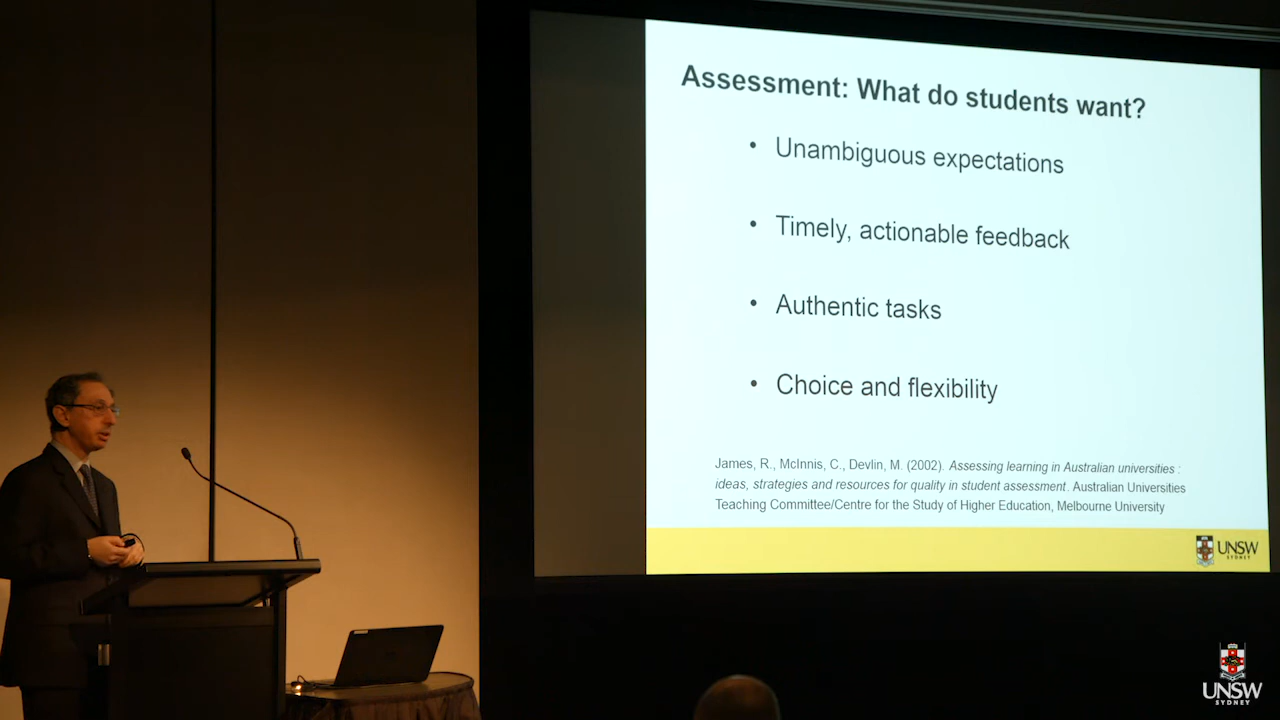 Assessment: What do students want?
• Unambiguous expectations
• Timely, actionable feedback
• Authentic tasks
• Choice and flexibility
James, R., McInnis, C., Devlin, M. (2002). Assessing learning in Australian universities :
ideas, strategies and resources for quality in student assessment. Australian Universities
Teaching Committee/Centre for the Study of Higher Education, Melbourne University
UNSW
SYDNEY
UNSW
SYDNEY